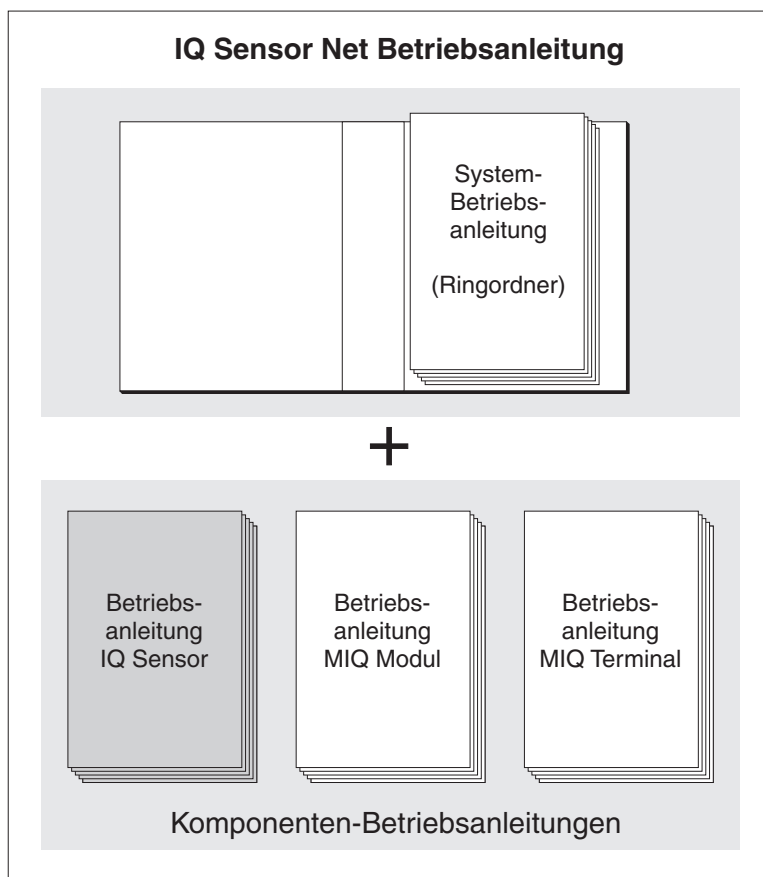 IQ Sensor Net Betriebsanleitung
System-
Betriebs-
anleitung
(Ringordner)
+
Betriebs-
anleitung
IQ Sensor
Betriebs-
anleitung
MIQ Modul
Betriebs-
anleitung
MIQ Terminal
Komponenten-Betriebsanleitungen